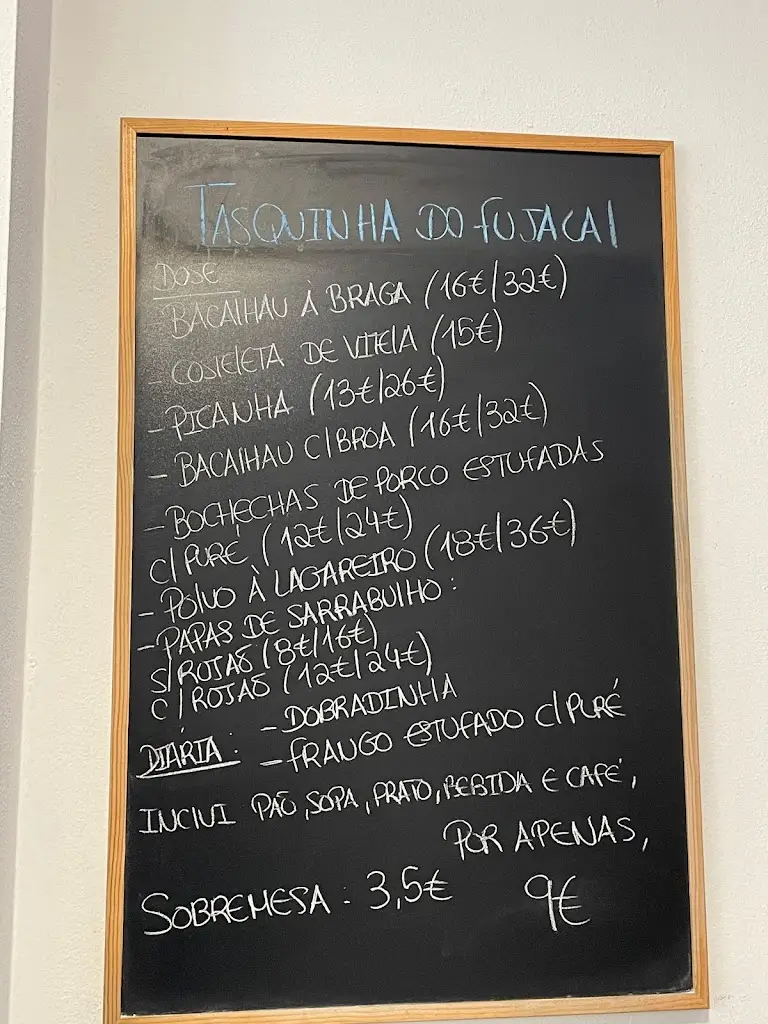 TASQUINHA DO FUJACAL
DOSE
- BACALHAU À BRAGA (16€/32€)
- COSTELETA DE VITELA (15€)
- PICANHA (13€/26€)
- BACALHAU C/BROA (16€/32€)
- BOCHECHAS DE PORCO ESTUFADAS
C/PURÉ (12€/24€)
- POLVO À LAGAREIRO (18€/36€)
- PAPAS DE SARRABULHO:
S/ROJÕES (8€/16€)
C/ROJÕES (12€/24€)
DIÁRIA: - DOBRADINHA
- FRANGO ESTUFADO C/PURÉ
INCLUI PÃO, SOPA, PRATO, BEBIDA E CAFÉ,
POR APENAS,
SOBREMESA: 3,5€ 9€